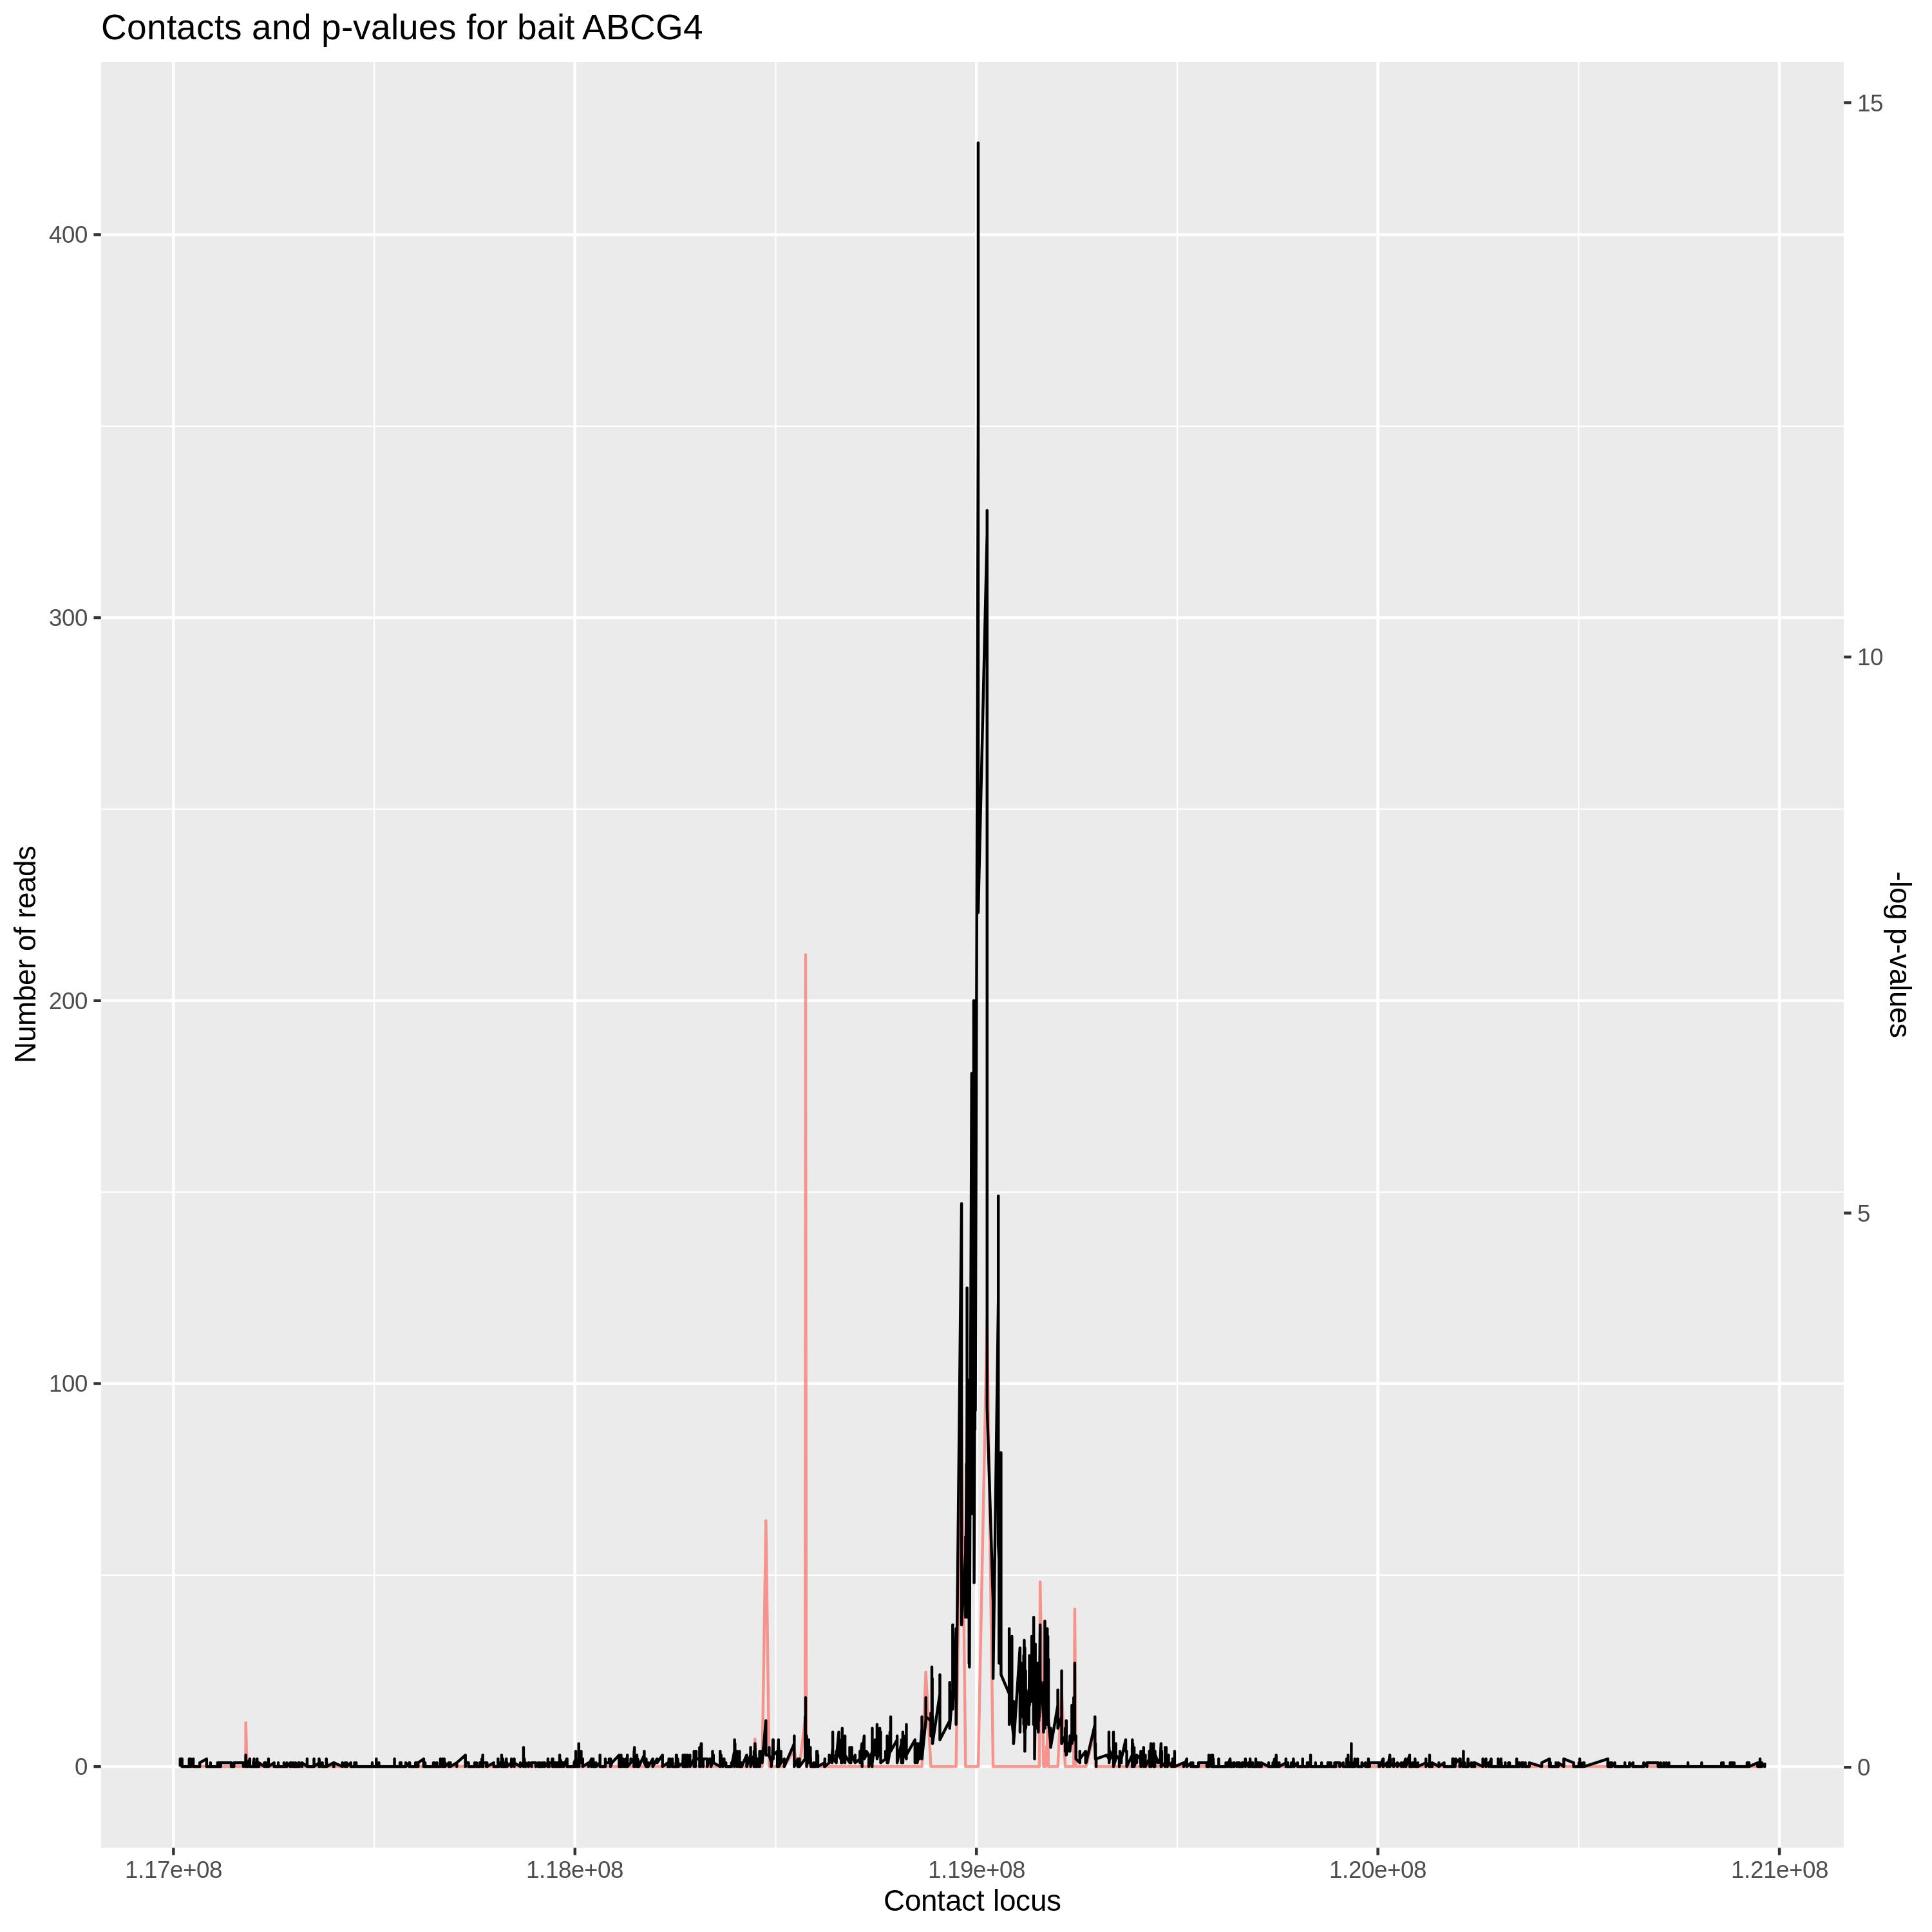 Contacts and p-values for bait ABCG4
Number of reads
400
300
200
100
0
15
10
5
0
-log p-values
1.17e+08
1.18e+08
1.19e+08
1.20e+08
1.21e+08
Contact locus